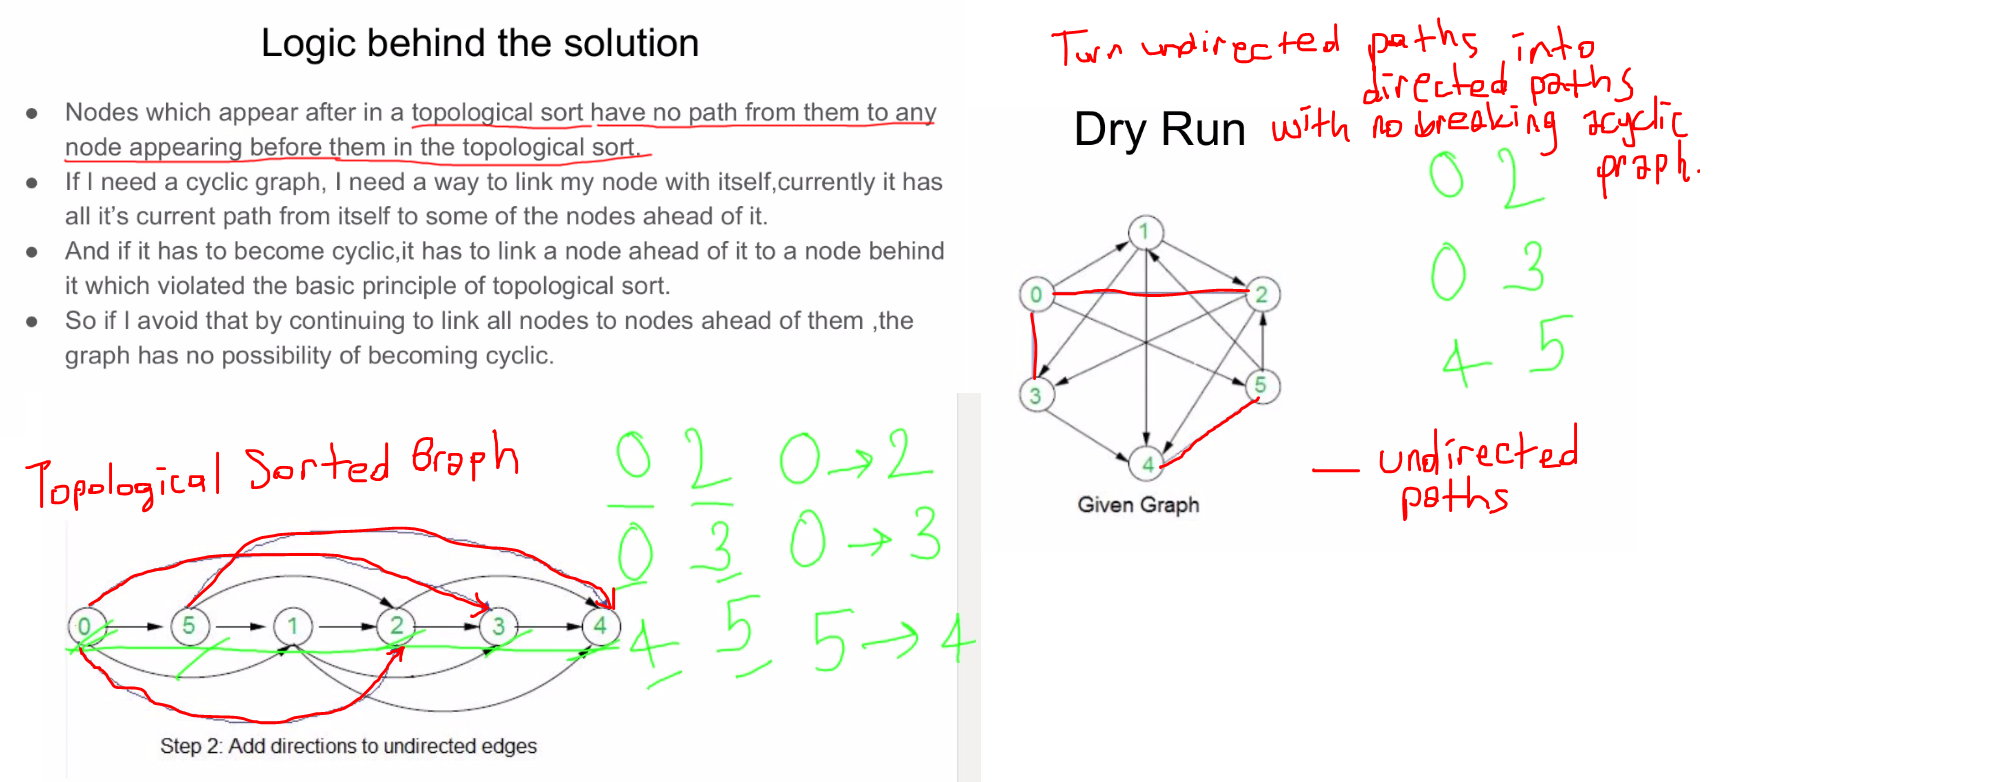 Logic behind the solution
● Nodes which appear after in a topological sort have no path from them to any
node appearing before them in the topological sort.
● If I need a cyclic graph, I need a way to link my node with itself,currently it has
all it's current path from itself to some of the nodes ahead of it.
● And if it has to become cyclic,it has to link a node ahead of it to a node behind
it which violated the basic principle of topological sort.
● So if I avoid that by continuing to link all nodes to nodes ahead of them ,the
graph has no possibility of becoming cyclic.
Topological Sorted Graph
0 2 0→2
0 3 0→3
4 5 5→4
0 5 1 2 3 4
Step 2: Add directions to undirected edges
Turn undirected paths into
directed paths
Dry Run with no breaking acyclic
graph.
0 2
0 3
4 5
1
0 2
3 5
4
Given Graph
— undirected
paths